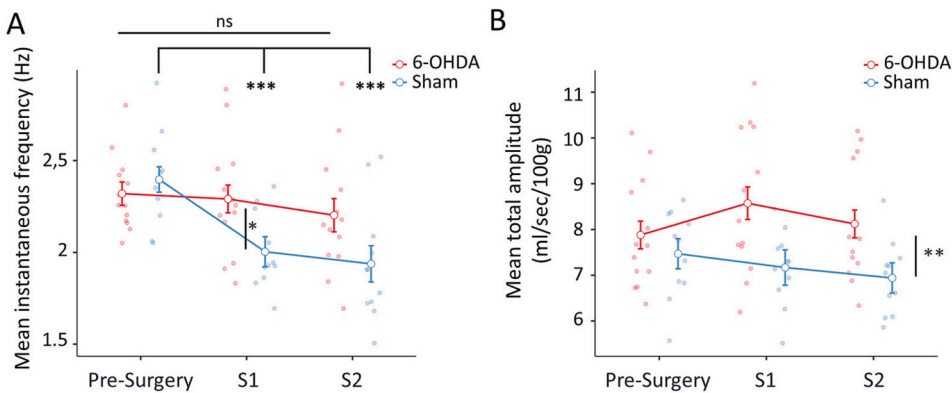 A
ns
6-OHDA
Sham
***
***
*
Mean instantaneous frequency (Hz)
2,5
2
1.5
Pre-Surgery
S1
S2
B
6-OHDA
Sham
**
Mean total amplitude
(ml/sec/100g)
11
10
9
8
7
6
Pre-Surgery
S1
S2